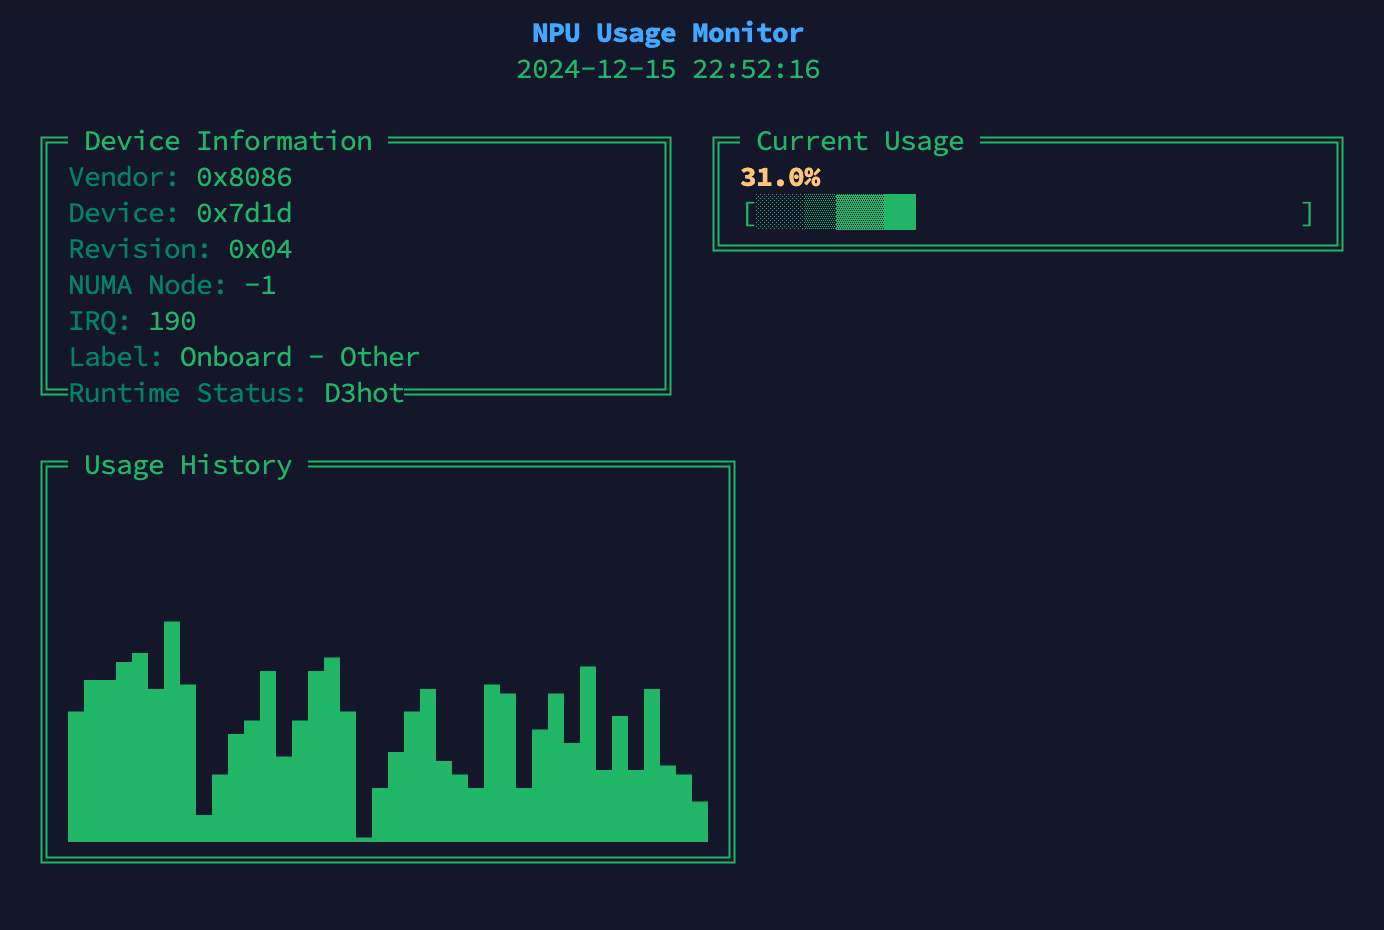 NPU Usage Monitor
2024-12-15 22:52:16
Device Information
Vendor: 0x8086
Device: 0x7d1d
Revision: 0x04
NUMA Node: -1
IRQ: 190
Label: Onboard - Other
Runtime Status: D3hot
Current Usage
31.0%
[ ]
Usage History